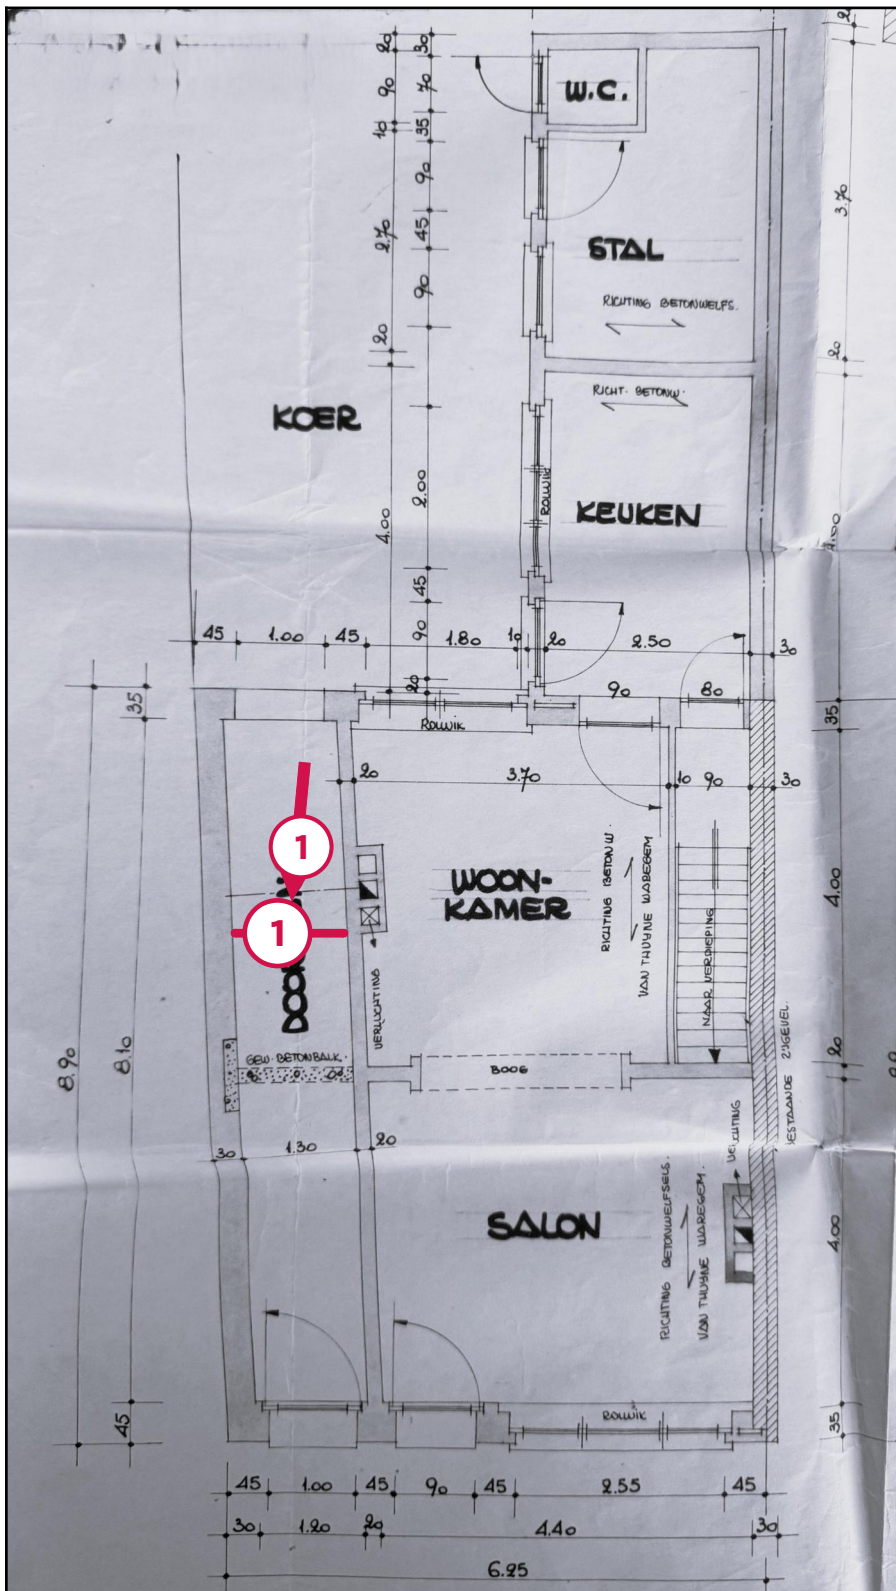 20
30
90
70
10
35
90
2.70
45
90
20
2.00
4.00
45
90
20
W.C.
STAL
RICHTING BETONWELFS.
RICHT. BETONW.
KOER
KEUKEN
ROLWIK
3.70
20
45
1.00
45
1.80
10
20
2.50
30
90
80
35
35
ROLWIK
20
3.70
10
90
30
1
1
WOON-
KAMER
RICHTING BETONW.
VAN THUYNE WAREGEM
NAAR VERDIEPING
4.00
VERLUCHTING
GEW. BETONBALK.
BOOG
20
8.90
8.10
BESTAANDE ZIJGEVEL.
30
1.30
20
SALON
RICHTING BETONWELFSELS.
VAN THUYNE WAREGEM.
4.00
ROLWIK
45
35
45
1.00
45
90
45
2.55
45
30
1.20
20
4.40
30
6.25